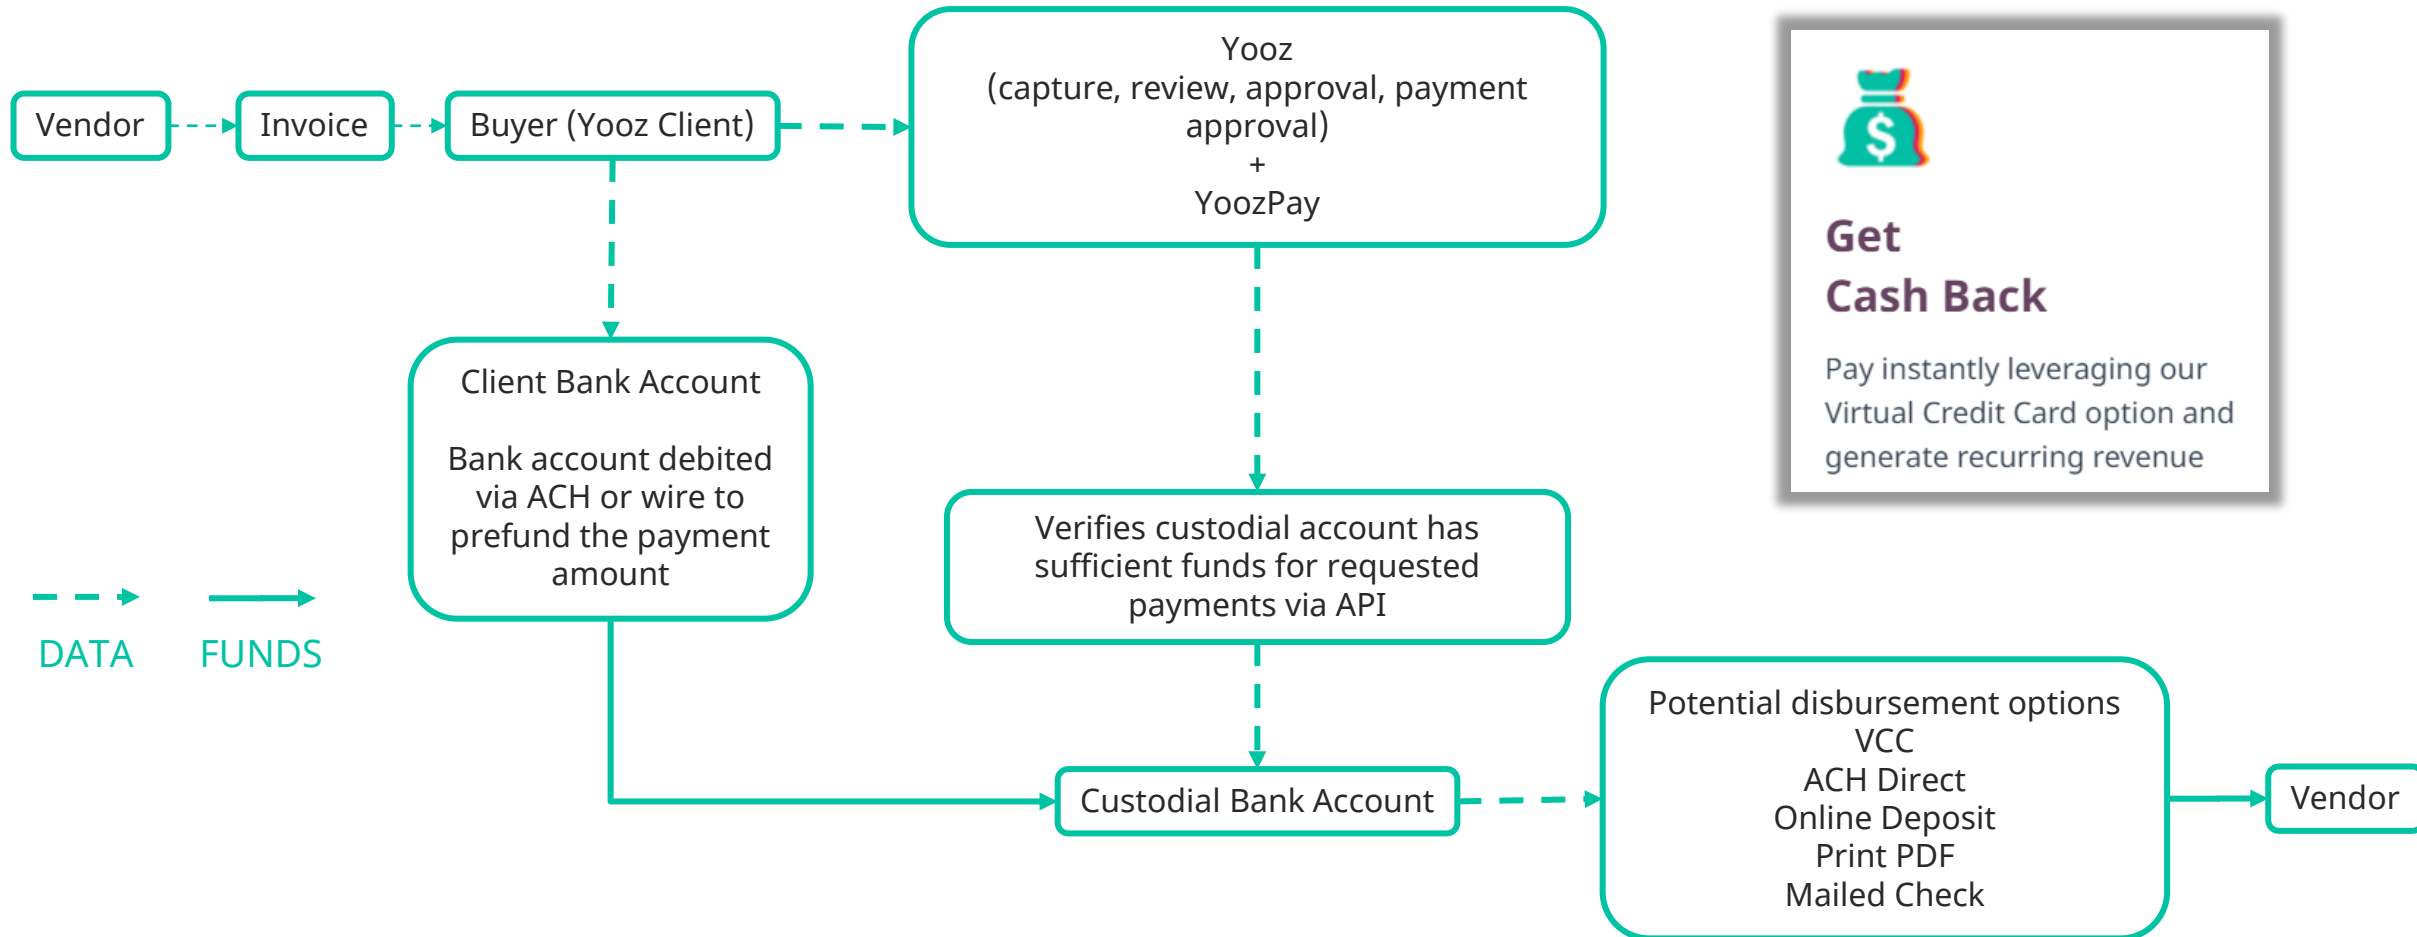 Vendor
Invoice
Buyer (Yooz Client)
Yooz
(capture, review, approval, payment
approval)
+
YoozPay
$
Get
Cash Back
Pay instantly leveraging our
Virtual Credit Card option and
generate recurring revenue
Client Bank Account
Bank account debited
via ACH or wire to
prefund the payment
amount
Verifies custodial account has
sufficient funds for requested
payments via API
DATA
FUNDS
Custodial Bank Account
Potential disbursement options
VCC
ACH Direct
Online Deposit
Print PDF
Mailed Check
Vendor